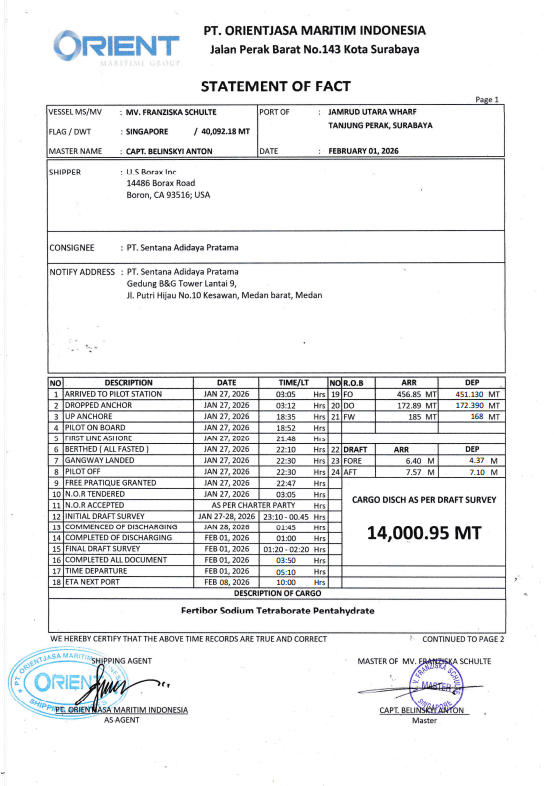 ORIENT
MARITIME GROUP
PT. ORIENTJASA MARITIM INDONESIA
Jalan Perak Barat No.143 Kota Surabaya
STATEMENT OF FACT
Page 1
VESSEL MS/MV : MV. FRANZISKA SCHULTE PORT OF : JAMRUD UTARA WHARF
TANJUNG PERAK, SURABAYA
FLAG / DWT : SINGAPORE / 40,092.18 MT
MASTER NAME : CAPT. BELINSKYI ANTON DATE : FEBRUARY 01, 2026
SHIPPER : U.S Borax Inc
14486 Borax Road
Boron, CA 93516; USA
CONSIGNEE : PT. Sentana Adidaya Pratama
NOTIFY ADDRESS : PT. Sentana Adidaya Pratama
Gedung B&G Tower Lantai 9,
Jl. Putri Hijau No.10 Kesawan, Medan barat, Medan
NO DESCRIPTION DATE TIME/LT NO R.O.B ARR DEP
1 ARRIVED TO PILOT STATION JAN 27, 2026 03:05 Hrs 19 FO 456.85 MT 451.130 MT
2 DROPPED ANCHOR JAN 27, 2026 03:12 Hrs 20 DO 172.89 MT 172.390 MT
3 UP ANCHORE JAN 27, 2026 18:35 Hrs 21 FW 185 MT 168 MT
4 PILOT ON BOARD JAN 27, 2026 18:52 Hrs
5 FIRST LINE ASHORE JAN 27, 2026 21:48 Hrs
6 BERTHED ( ALL FASTED ) JAN 27, 2026 22:10 Hrs 22 DRAFT ARR DEP
7 GANGWAY LANDED JAN 27, 2026 22:30 Hrs 23 FORE 6.40 M 4.37 M
8 PILOT OFF JAN 27, 2026 22:30 Hrs 24 AFT 7.57 M 7.10 M
9 FREE PRATIQUE GRANTED JAN 27, 2026 22:47 Hrs
10 N.O.R TENDERED JAN 27, 2026 03:05 Hrs
11 N.O.R ACCEPTED AS PER CHARTER PARTY Hrs
12 INITIAL DRAFT SURVEY JAN 27-28, 2026 23:10 - 00.45 Hrs
13 COMMENCED OF DISCHARGING JAN 28, 2026 01:45 Hrs
14 COMPLETED OF DISCHARGING FEB 01, 2026 01:00 Hrs
15 FINAL DRAFT SURVEY FEB 01, 2026 01:20 - 02:20 Hrs
16 COMPLETED ALL DOCUMENT FEB 01, 2026 03:50 Hrs
17 TIME DEPARTURE FEB 01, 2026 05:10 Hrs
18 ETA NEXT PORT FEB 08, 2026 10:00 Hrs
CARGO DISCH AS PER DRAFT SURVEY
14,000.95 MT
DESCRIPTION OF CARGO
Fertibor Sodium Tetraborate Pentahydrate
WE HEREBY CERTIFY THAT THE ABOVE TIME RECORDS ARE TRUE AND CORRECT CONTINUED TO PAGE 2
SHIPPING AGENT MASTER OF MV. FRANZISKA SCHULTE
PT. ORIENTJASA MARITIM INDONESIA CAPT. BELINSKYI ANTON
AS AGENT Master